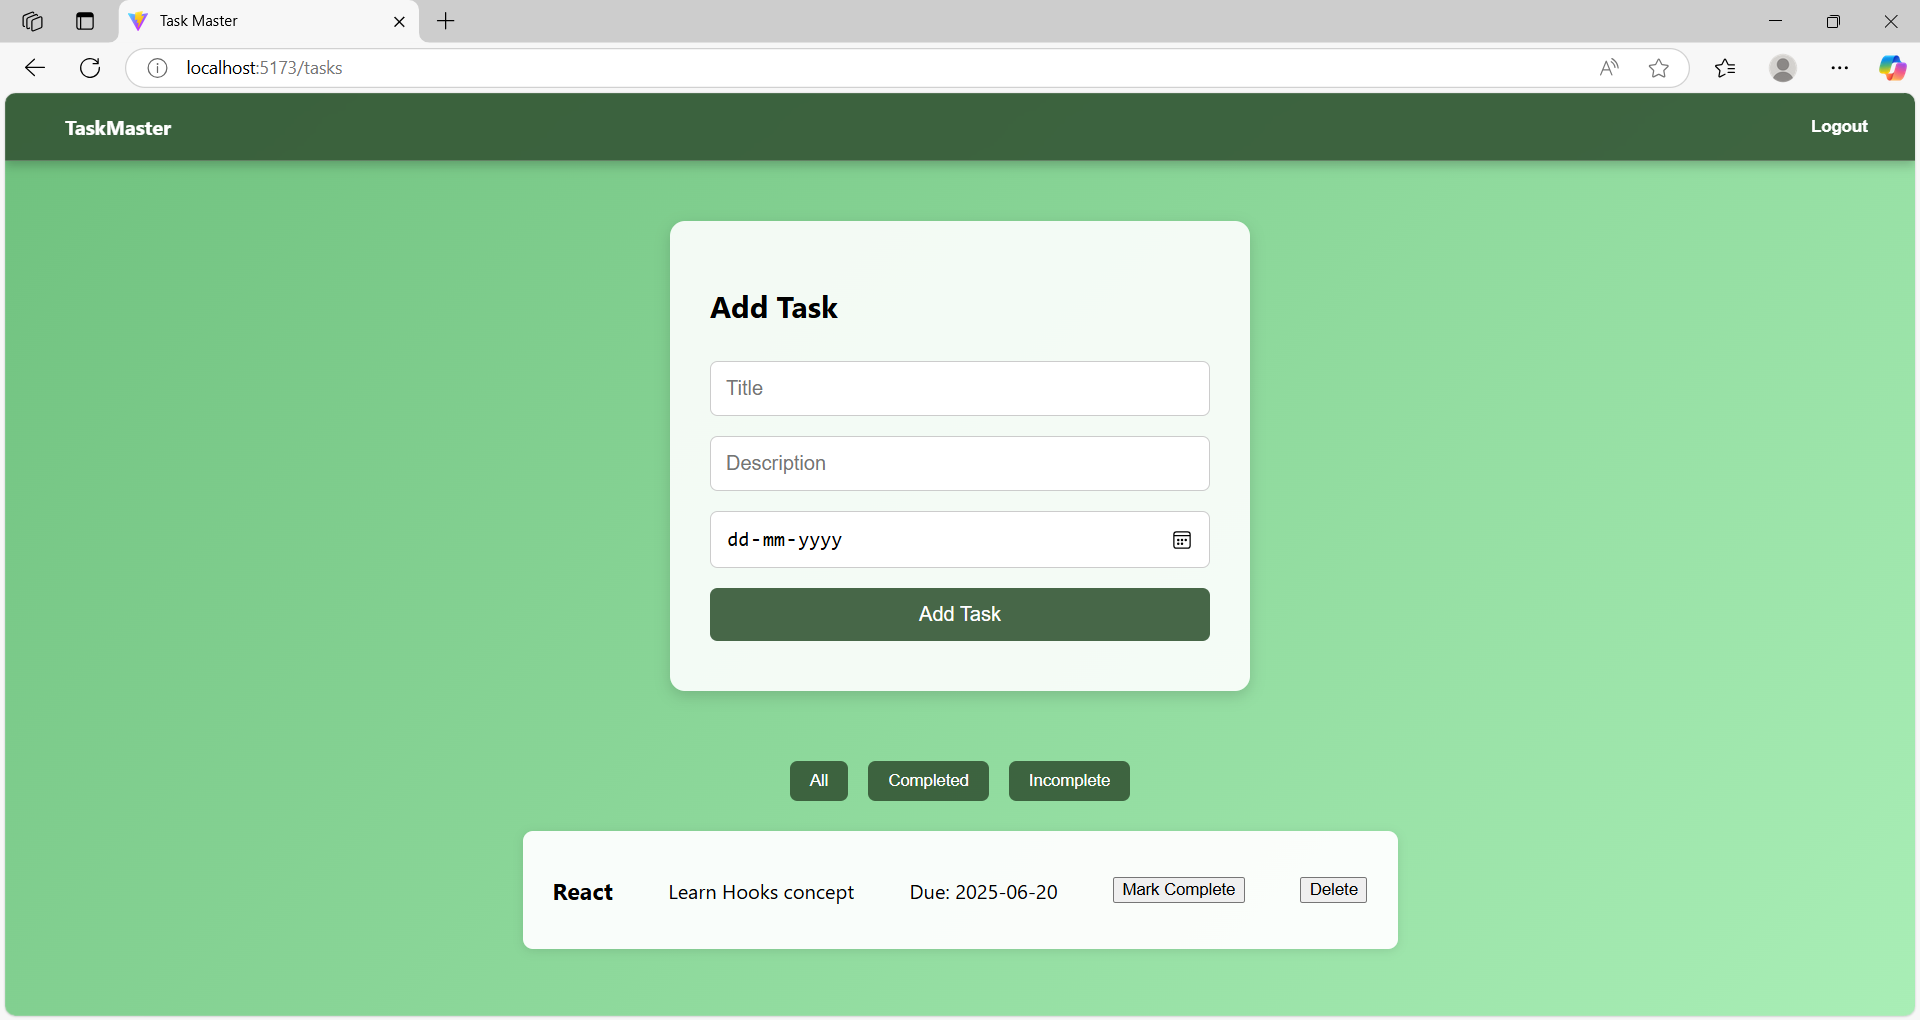 Task Master
localhost:5173/tasks
TaskMaster
Logout
Add Task
Title
Description
dd-mm-yyyy
Add Task
All Completed Incomplete
React Learn Hooks concept Due: 2025-06-20 Mark Complete Delete